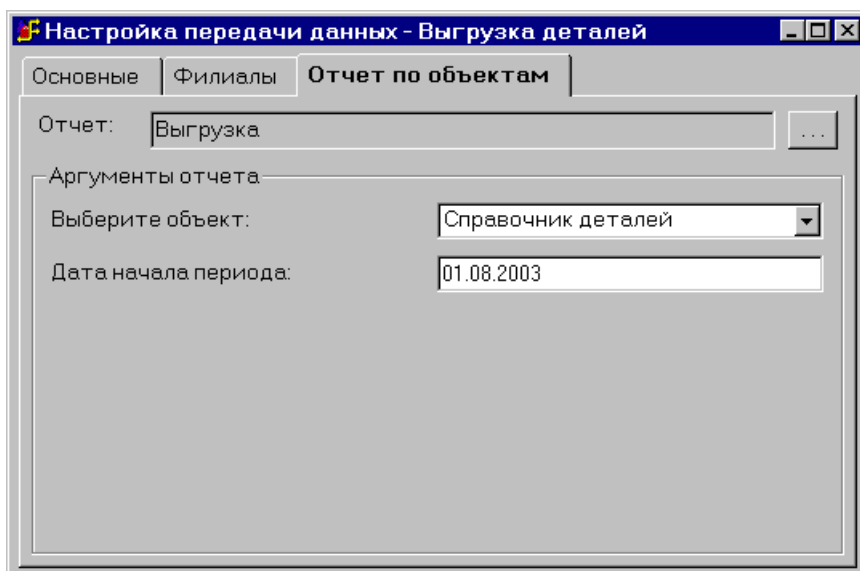 Настройка передачи данных - Выгрузка деталей
Основные Филиалы Отчет по объектам
Отчет: Выгрузка ...
Аргументы отчета
Выберите объект: Справочник деталей
Дата начала периода: 01.08.2003